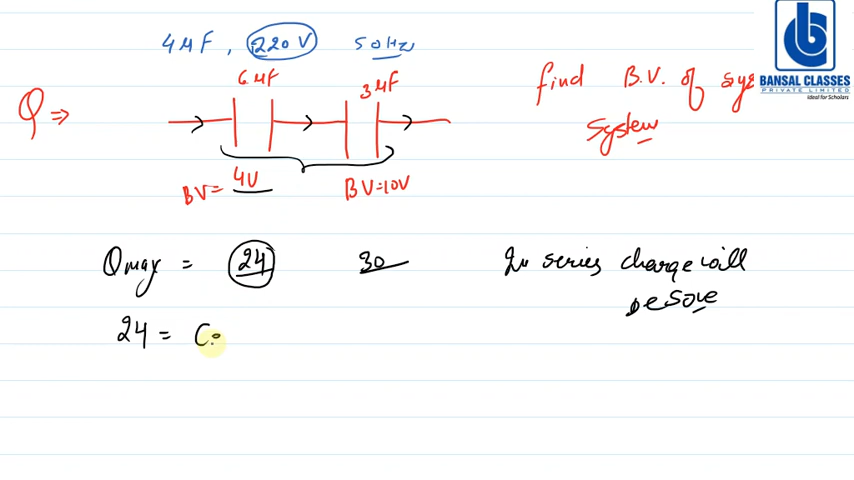 4µF, 220V 50Hz
BANSAL CLASSES
PRIVATE LIMITED
Ideal for Scholars
6µF 3µF
find B.V. of sys
system
Q ⇒
BV = 4V BV=10V
Qmax = 24 30 In series charge will
be same
24 = C